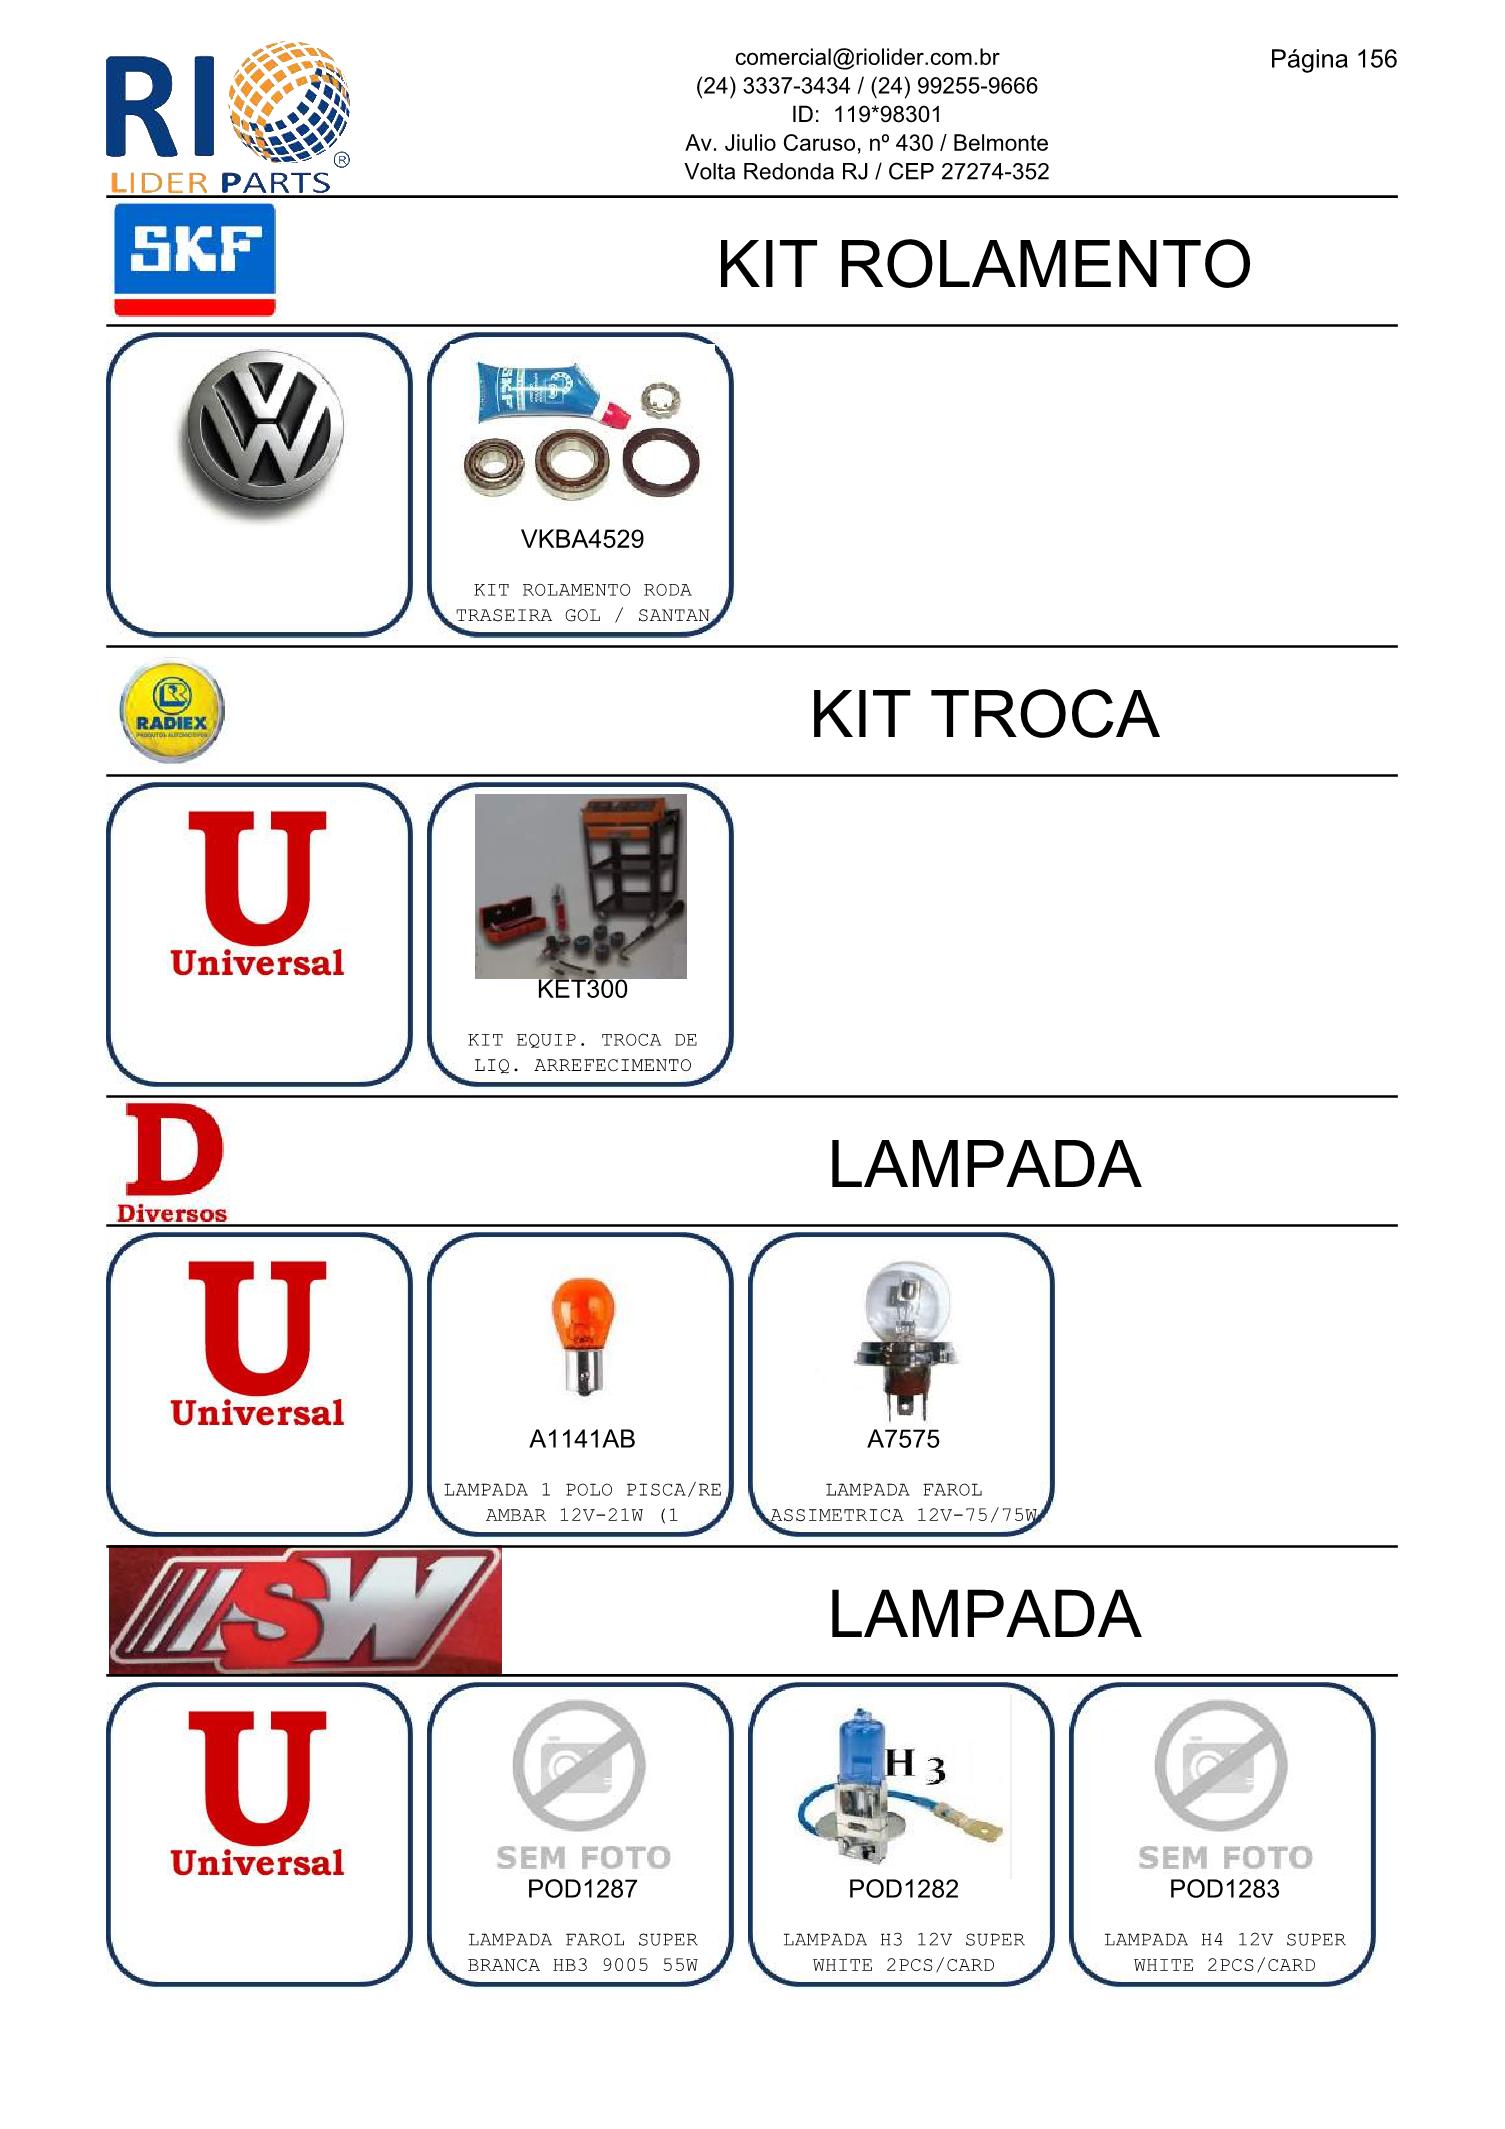 RIO
LIDER PARTS
®
comercial@riolider.com.br
(24) 3337-3434 / (24) 99255-9666
ID: 119*98301
Av. Jiulio Caruso, nº 430 / Belmonte
Volta Redonda RJ / CEP 27274-352
Página 156
SKF
KIT ROLAMENTO
VKBA4529
KIT ROLAMENTO RODA
TRASEIRA GOL / SANTAN
RADIEX
PRODUTOS AUTOMOTIVOS
KIT TROCA
U
Universal
KET300
KIT EQUIP. TROCA DE
LIQ. ARREFECIMENTO
D
Diversos
LAMPADA
U
Universal
A1141AB
LAMPADA 1 POLO PISCA/RE
AMBAR 12V-21W (1
A7575
LAMPADA FAROL
ASSIMETRICA 12V-75/75W
SW
LAMPADA
U
Universal
SEM FOTO
POD1287
LAMPADA FAROL SUPER
BRANCA HB3 9005 55W
H 3
POD1282
LAMPADA H3 12V SUPER
WHITE 2PCS/CARD
SEM FOTO
POD1283
LAMPADA H4 12V SUPER
WHITE 2PCS/CARD